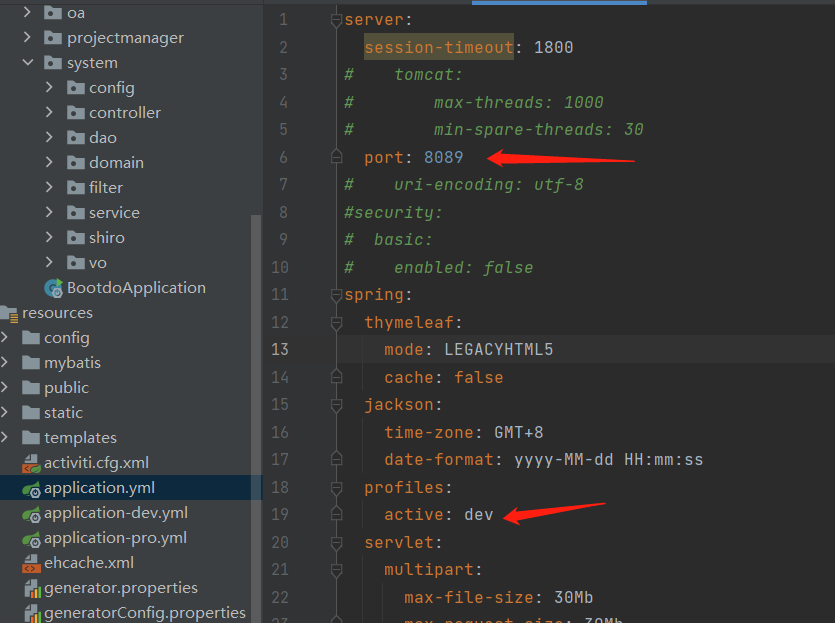 oa
projectmanager
system
config
controller
dao
domain
filter
service
shiro
vo
BootdoApplication
resources
config
mybatis
public
static
templates
activiti.cfg.xml
application.yml
application-dev.yml
application-pro.yml
ehcache.xml
generator.properties
generatorConfig.properties
1 server:
2 session-timeout: 1800
3 # tomcat:
4 # max-threads: 1000
5 # min-spare-threads: 30
6 port: 8089
7 # uri-encoding: utf-8
8 #security:
9 # basic:
10 # enabled: false
11 spring:
12 thymeleaf:
13 mode: LEGACYHTML5
14 cache: false
15 jackson:
16 time-zone: GMT+8
17 date-format: yyyy-MM-dd HH:mm:ss
18 profiles:
19 active: dev
20 servlet:
21 multipart:
22 max-file-size: 30Mb
23 max-request-size: 30Mb